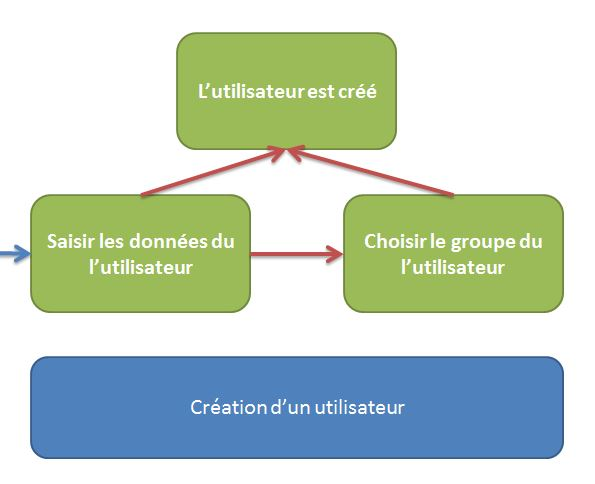 L’utilisateur est créé
Saisir les données du
l’utilisateur
Choisir le groupe du
l’utilisateur
Création d’un utilisateur